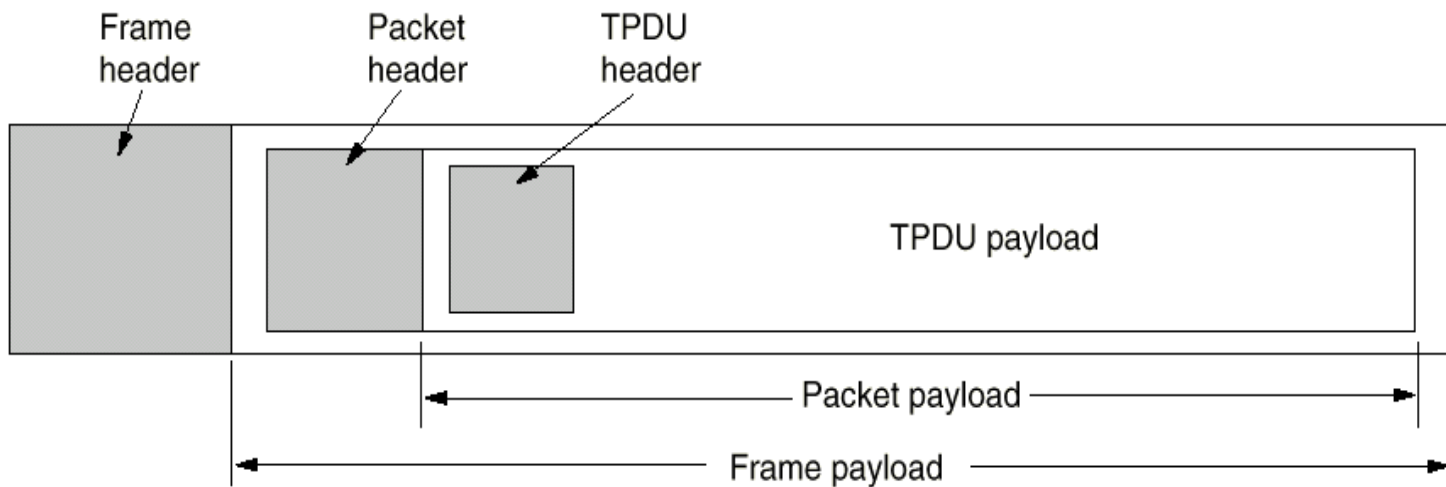 Frame
header
Packet
header
TPDU
header
TPDU payload
Packet payload
Frame payload